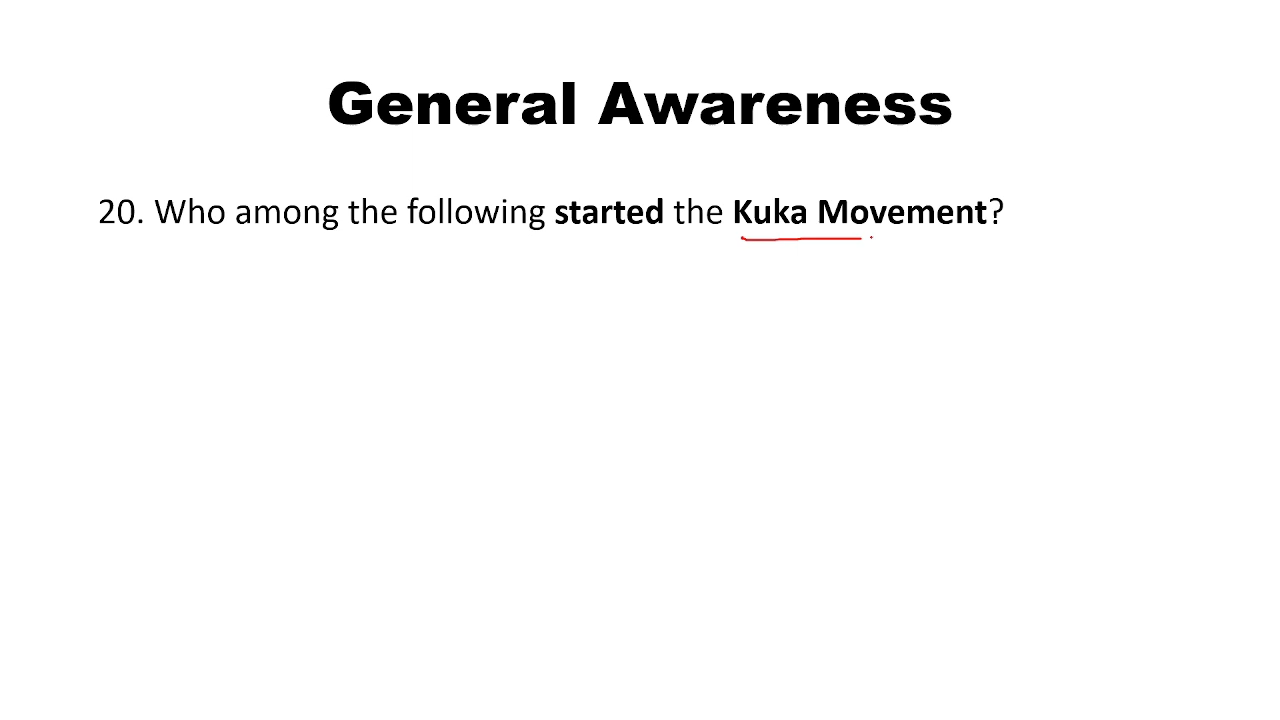 General Awareness
20. Who among the following started the Kuka Movement?